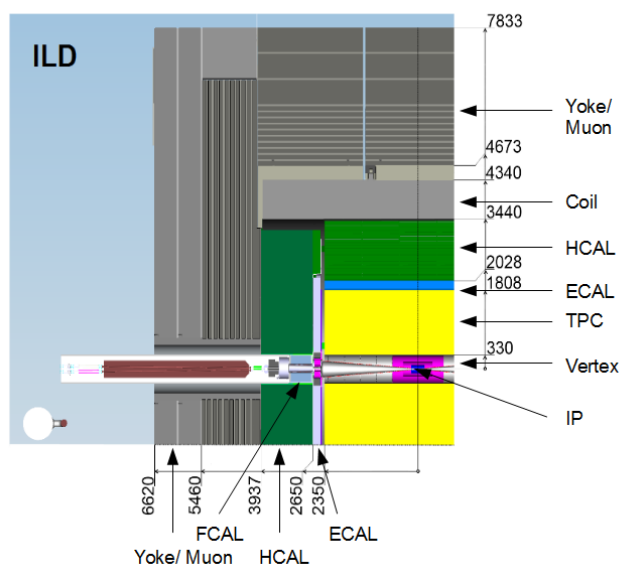 ILD
7833
Yoke/
Muon
4673
4340
Coil
3440
HCAL
2028
1808
ECAL
TPC
330
Vertex
IP
6620
5460
3937
2650
2350
FCAL
ECAL
Yoke/ Muon
HCAL